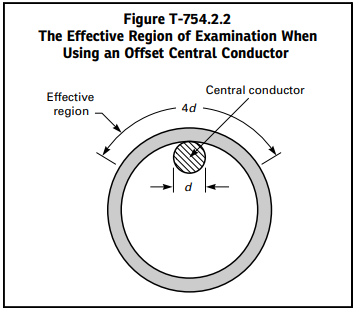 Figure T-754.2.2
The Effective Region of Examination When
Using an Offset Central Conductor
Central conductor
Effective
region
4d
d